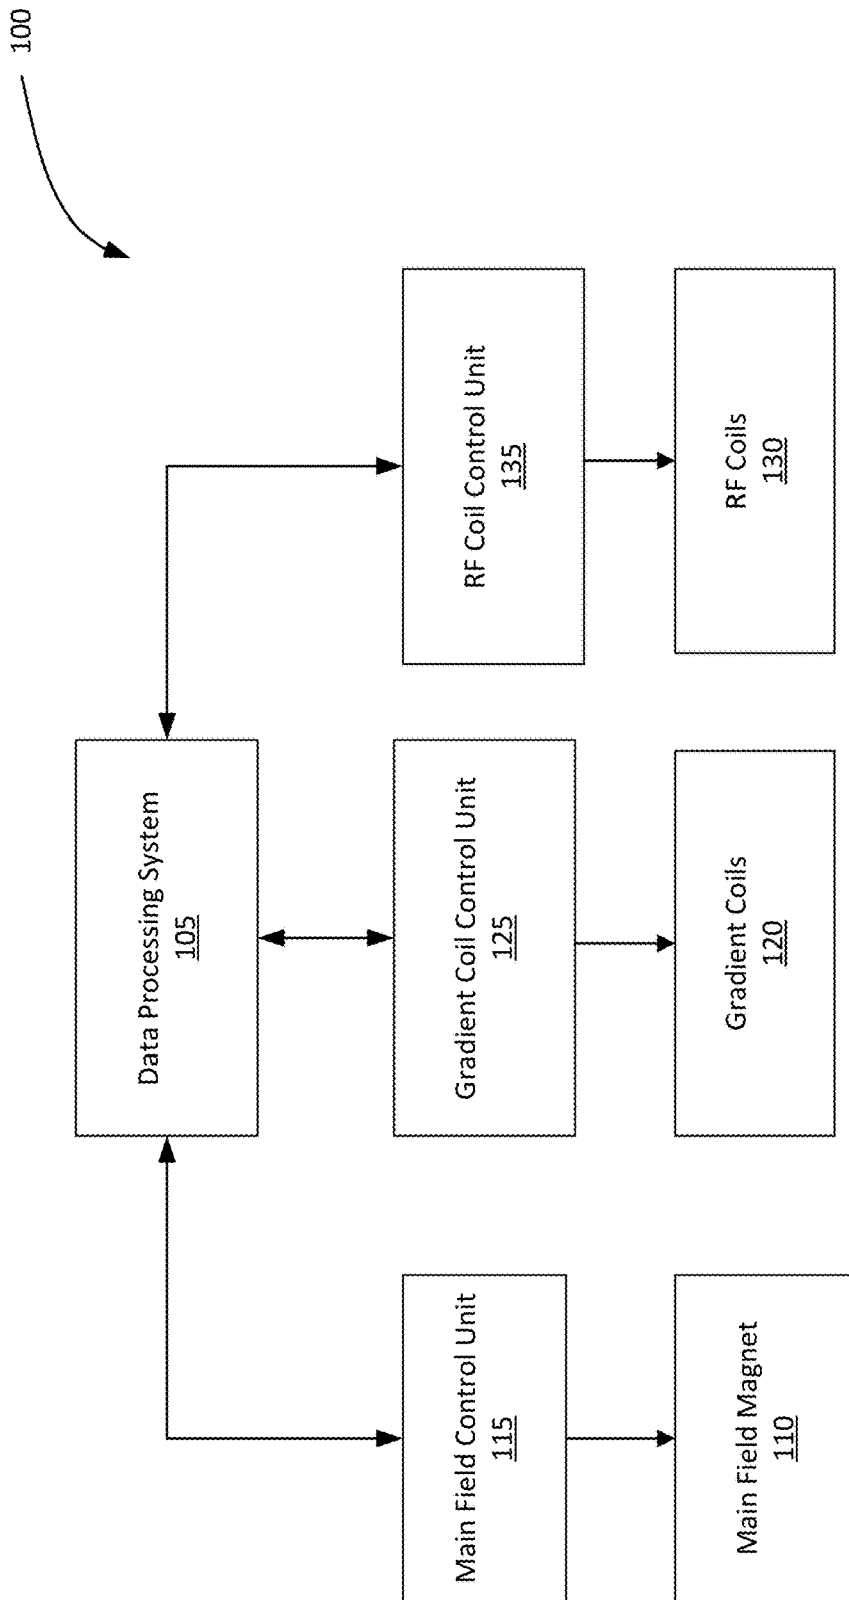 100
Data Processing System
105
Main Field Control Unit
115
Gradient Coil Control Unit
125
RF Coil Control Unit
135
Main Field Magnet
110
Gradient Coils
120
RF Coils
130